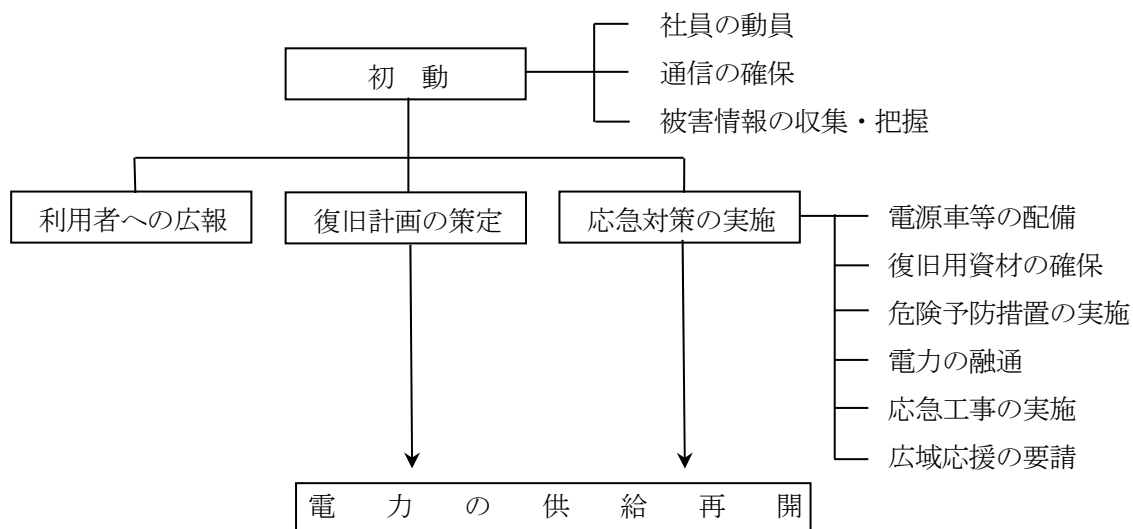 社員の動員
初　動
通信の確保
被害情報の収集・把握
利用者への広報
復旧計画の策定
応急対策の実施
電源車等の配備
復旧用資材の確保
危険予防措置の実施
電力の融通
応急工事の実施
広域応援の要請
電　力　の　供　給　再　開